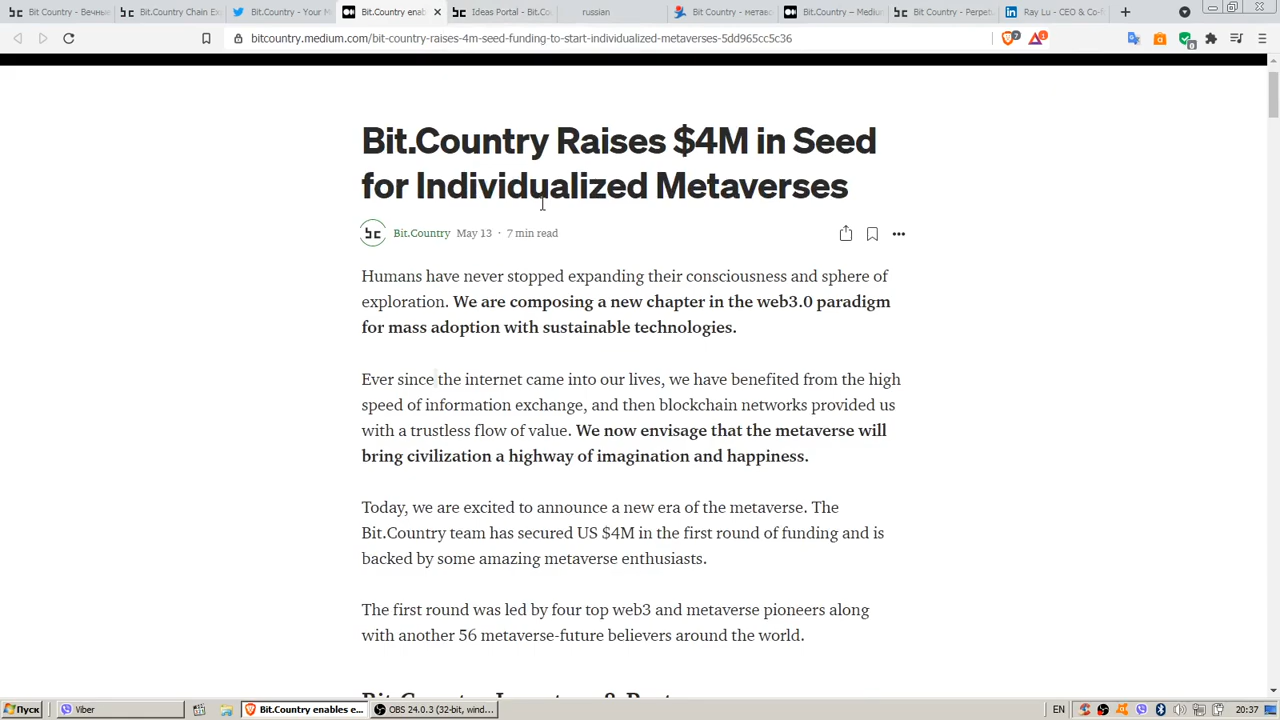 Bit.Country - Вечны
Bit.Country Chain Ex
Bit.Country - Your M
Bit.Country enab
Ideas Portal - Bit.Co
russian
Bit Country - метаве
Bit.Country – Medium
Bit.Country - Perpetu
Ray Lu - CEO & Co-f
bitcountry.medium.com/bit-country-raises-4m-seed-funding-to-start-individualized-metaverses-5dd965cc5c36
7
1
Bit.Country Raises $4M in Seed
for Individualized Metaverses
Bit.Country May 13 · 7 min read
Humans have never stopped expanding their consciousness and sphere of
exploration. We are composing a new chapter in the web3.0 paradigm
for mass adoption with sustainable technologies.
Ever since the internet came into our lives, we have benefited from the high
speed of information exchange, and then blockchain networks provided us
with a trustless flow of value. We now envisage that the metaverse will
bring civilization a highway of imagination and happiness.
Today, we are excited to announce a new era of the metaverse. The
Bit.Country team has secured US $4M in the first round of funding and is
backed by some amazing metaverse enthusiasts.
The first round was led by four top web3 and metaverse pioneers along
with another 56 metaverse-future believers around the world.
Пуск
Viber
Bit.Country enables e...
OBS 24.0.3 (32-bit, wind...
EN
20:37